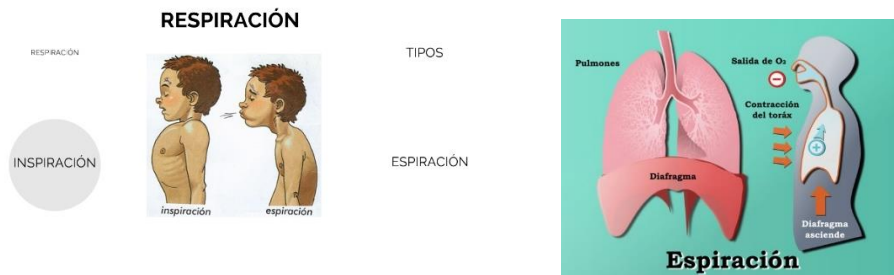 RESPIRACIÓN
RESPIRACIÓN
TIPOS
INSPIRACIÓN
ESPIRACIÓN
inspiración
espiración
Pulmones
Salida de O₂
Contracción
del toráx
Diafragma
Diafragma
asciende
Espiración